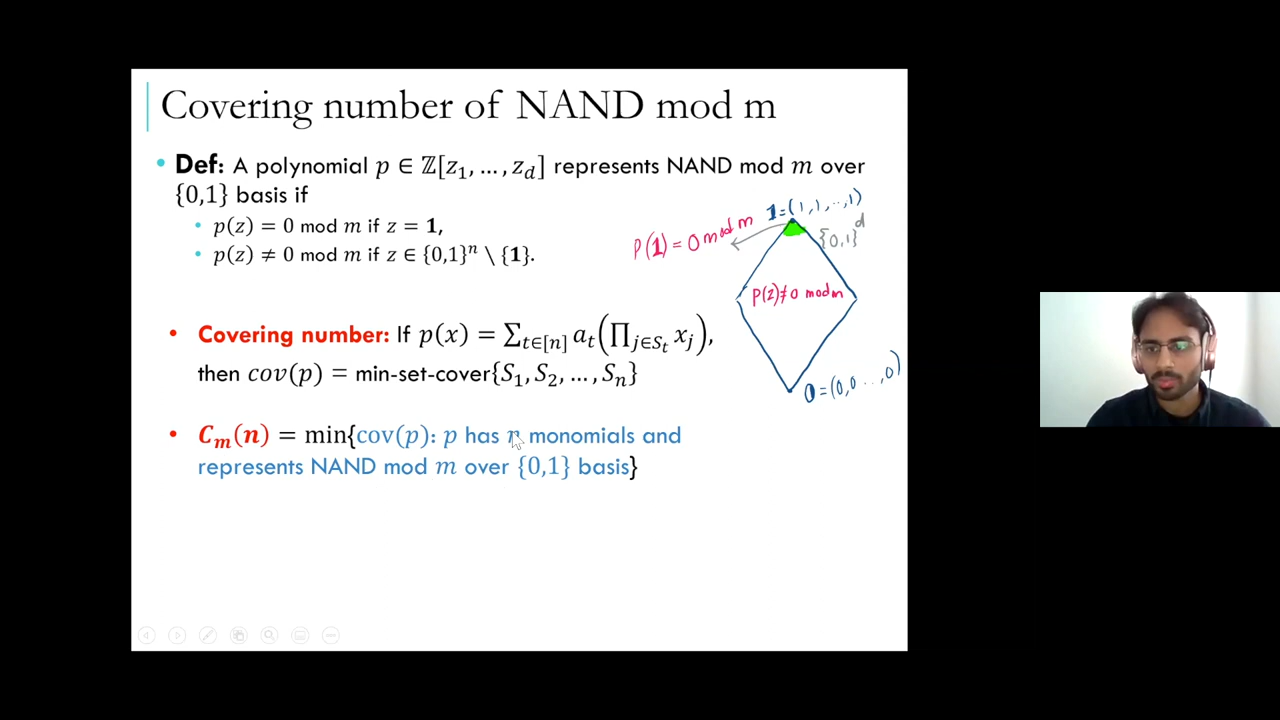 Covering number of NAND mod m
• Def: A polynomial p ∈ ℤ[z₁, …, z_d] represents NAND mod m over
{0,1} basis if
• p(z) = 0 mod m if z = 𝟏,
• p(z) ≠ 0 mod m if z ∈ {0,1}ⁿ \ {𝟏}.
𝟏=(1,1,..,1)
{0,1}^d
P(𝟏) = 0 mod m
P(z)≠0 mod m
𝟎=(0,0 ...,0)
• Covering number: If p(x) = ∑_{t∈[n]} a_t(∏_{j∈S_t} x_j),
then cov(p) = min-set-cover{S₁, S₂, …, S_n}
• C_m(n) = min{cov(p): p has n monomials and
represents NAND mod m over {0,1} basis}